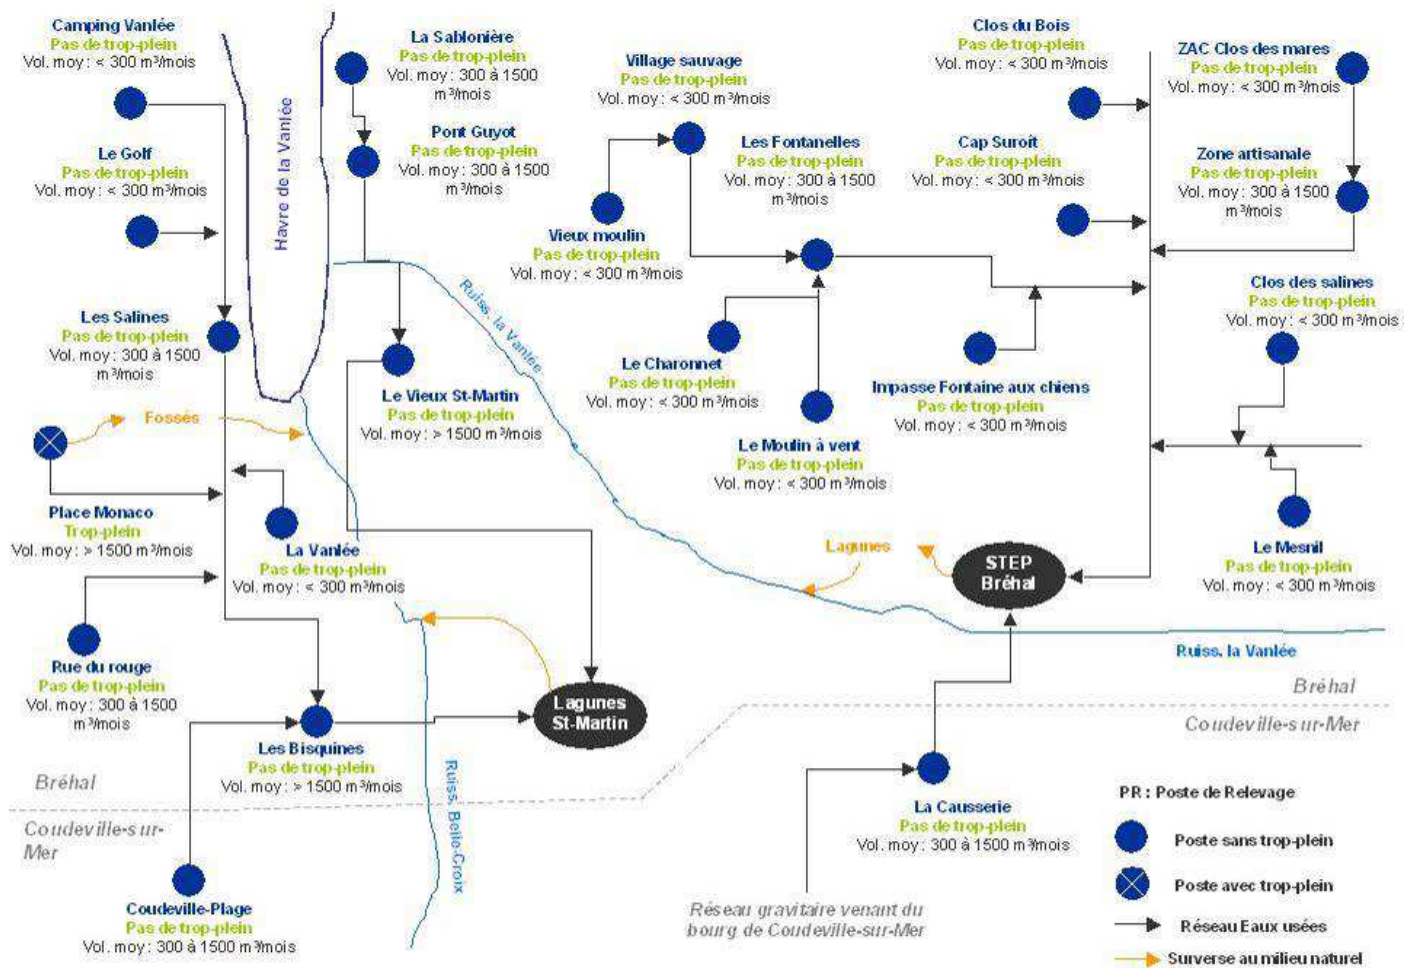 Camping Vanlée
Pas de trop-plein
Vol. moy : < 300 m³/mois
Le Golf
Pas de trop-plein
Vol. moy : < 300 m³/mois
Les Salines
Pas de trop-plein
Vol. moy : 300 à 1500
m³/mois
Havre de la Vanlée
La Sablonière
Pas de trop-plein
Vol. moy : 300 à 1500
m³/mois
Pont Guyot
Pas de trop-plein
Vol. moy : 300 à 1500
m³/mois
Ruiss. la Vanlée
Le Vieux St-Martin
Pas de trop-plein
Vol. moy : > 1500 m³/mois
Village sauvage
Pas de trop-plein
Vol. moy : < 300 m³/mois
Vieux moulin
Pas de trop-plein
Vol. moy : < 300 m³/mois
Les Fontanelles
Pas de trop-plein
Vol. moy : 300 à 1500
m³/mois
Le Charonnet
Pas de trop-plein
Vol. moy : < 300 m³/mois
Le Moulin à vent
Pas de trop-plein
Vol. moy : < 300 m³/mois
Clos du Bois
Pas de trop-plein
Vol. moy : < 300 m³/mois
Cap Suroît
Pas de trop-plein
Vol. moy : < 300 m³/mois
Impasse Fontaine aux chiens
Pas de trop-plein
Vol. moy : < 300 m³/mois
ZAC Clos des mares
Pas de trop-plein
Vol. moy : < 300 m³/mois
Zone artisanale
Pas de trop-plein
Vol. moy : 300 à 1500
m³/mois
Clos des salines
Pas de trop-plein
Vol. moy : < 300 m³/mois
Le Mesnil
Pas de trop-plein
Vol. moy : < 300 m³/mois
Fossés
Place Monaco
Trop-plein
Vol. moy : > 1500 m³/mois
La Vanlée
Pas de trop-plein
Vol. moy : < 300 m³/mois
Rue du rouge
Pas de trop-plein
Vol. moy : 300 à 1500
m³/mois
Les Bisquines
Pas de trop-plein
Vol. moy : > 1500 m³/mois
Lagunes
St-Martin
Ruiss. Belle-Croix
Lagunes
STEP
Bréhal
Ruiss. la Vanlée
Bréhal
Coudeville-sur-Mer
Bréhal
Coudeville-sur-
Mer
Coudeville-Plage
Pas de trop-plein
Vol. moy : 300 à 1500 m³/mois
La Causserie
Pas de trop-plein
Vol. moy : 300 à 1500 m³/mois
Réseau gravitaire venant du
bourg de Coudeville-sur-Mer
PR : Poste de Relevage
Poste sans trop-plein
Poste avec trop-plein
Réseau Eaux usées
Surverse au milieu naturel